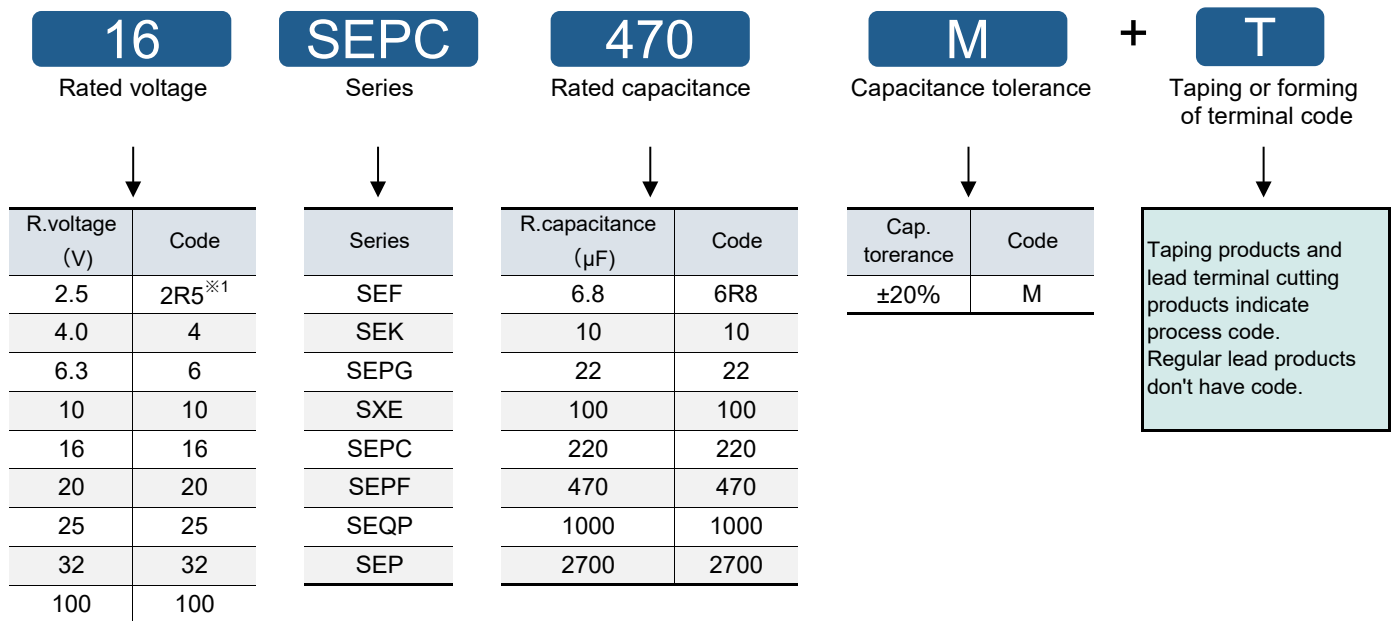 16 SEPC 470 M + T
Rated voltage Series Rated capacitance Capacitance tolerance Taping or forming
of terminal code
R.voltage
（V） Code
2.5 2R5※1
4.0 4
6.3 6
10 10
16 16
20 20
25 25
32 32
100 100
Series
SEF
SEK
SEPG
SXE
SEPC
SEPF
SEQP
SEP
R.capacitance
（μF） Code
6.8 6R8
10 10
22 22
100 100
220 220
470 470
1000 1000
2700 2700
Cap.
torerance Code
±20% M
Taping products and
lead terminal cutting
products indicate
process code.
Regular lead products
don't have code.